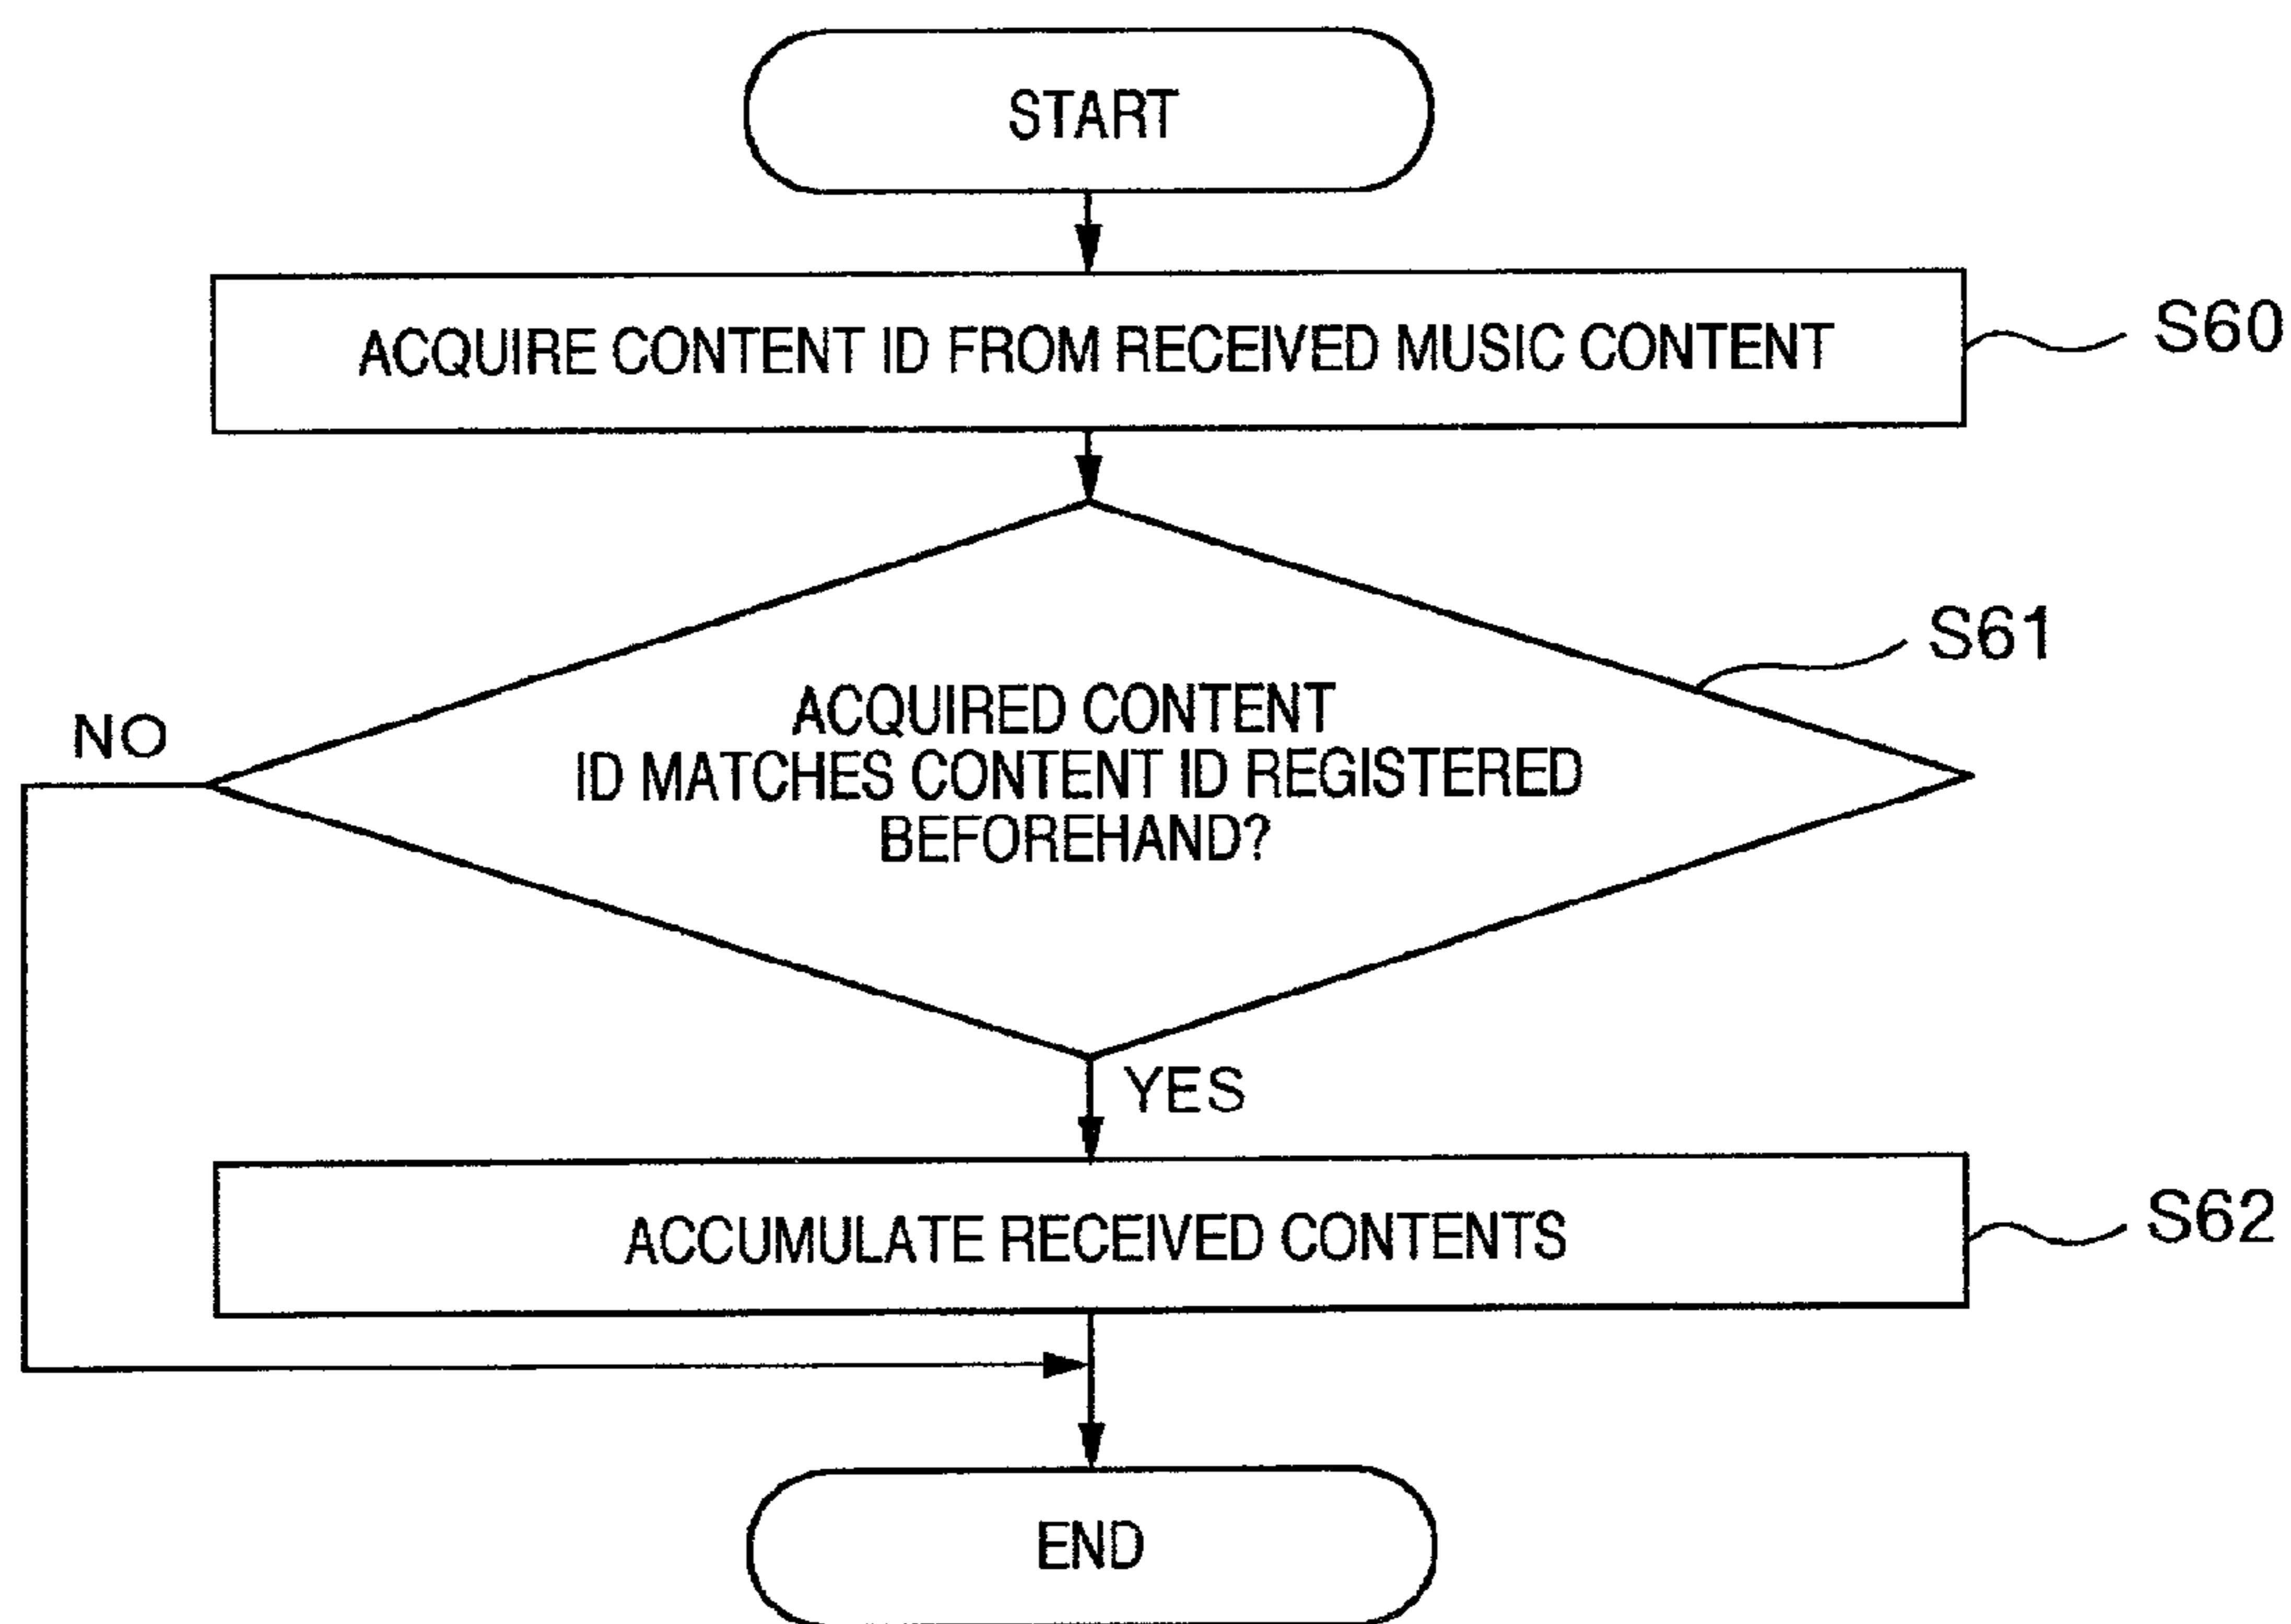 START
ACQUIRE CONTENT ID FROM RECEIVED MUSIC CONTENT
S60
S61
ACQUIRED CONTENT
NO
ID MATCHES CONTENT ID REGISTERED
BEFOREHAND?
YES
ACCUMULATE RECEIVED CONTENTS
S62
END